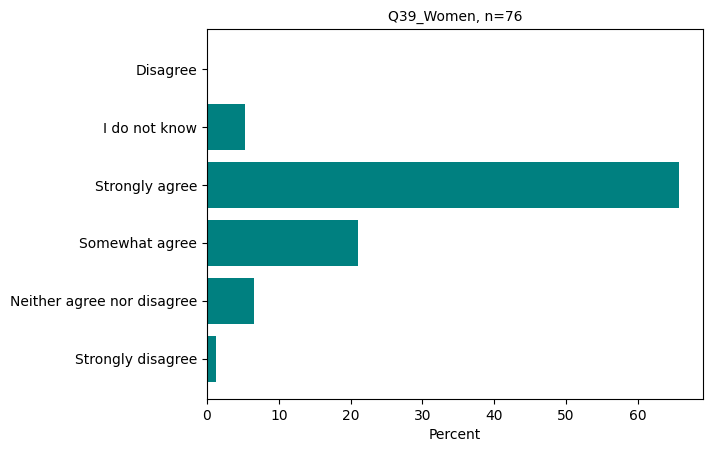 Q39_Women, n=76
Disagree
I do not know
Strongly agree
Somewhat agree
Neither agree nor disagree
Strongly disagree
0 10 20 30 40 50 60
Percent